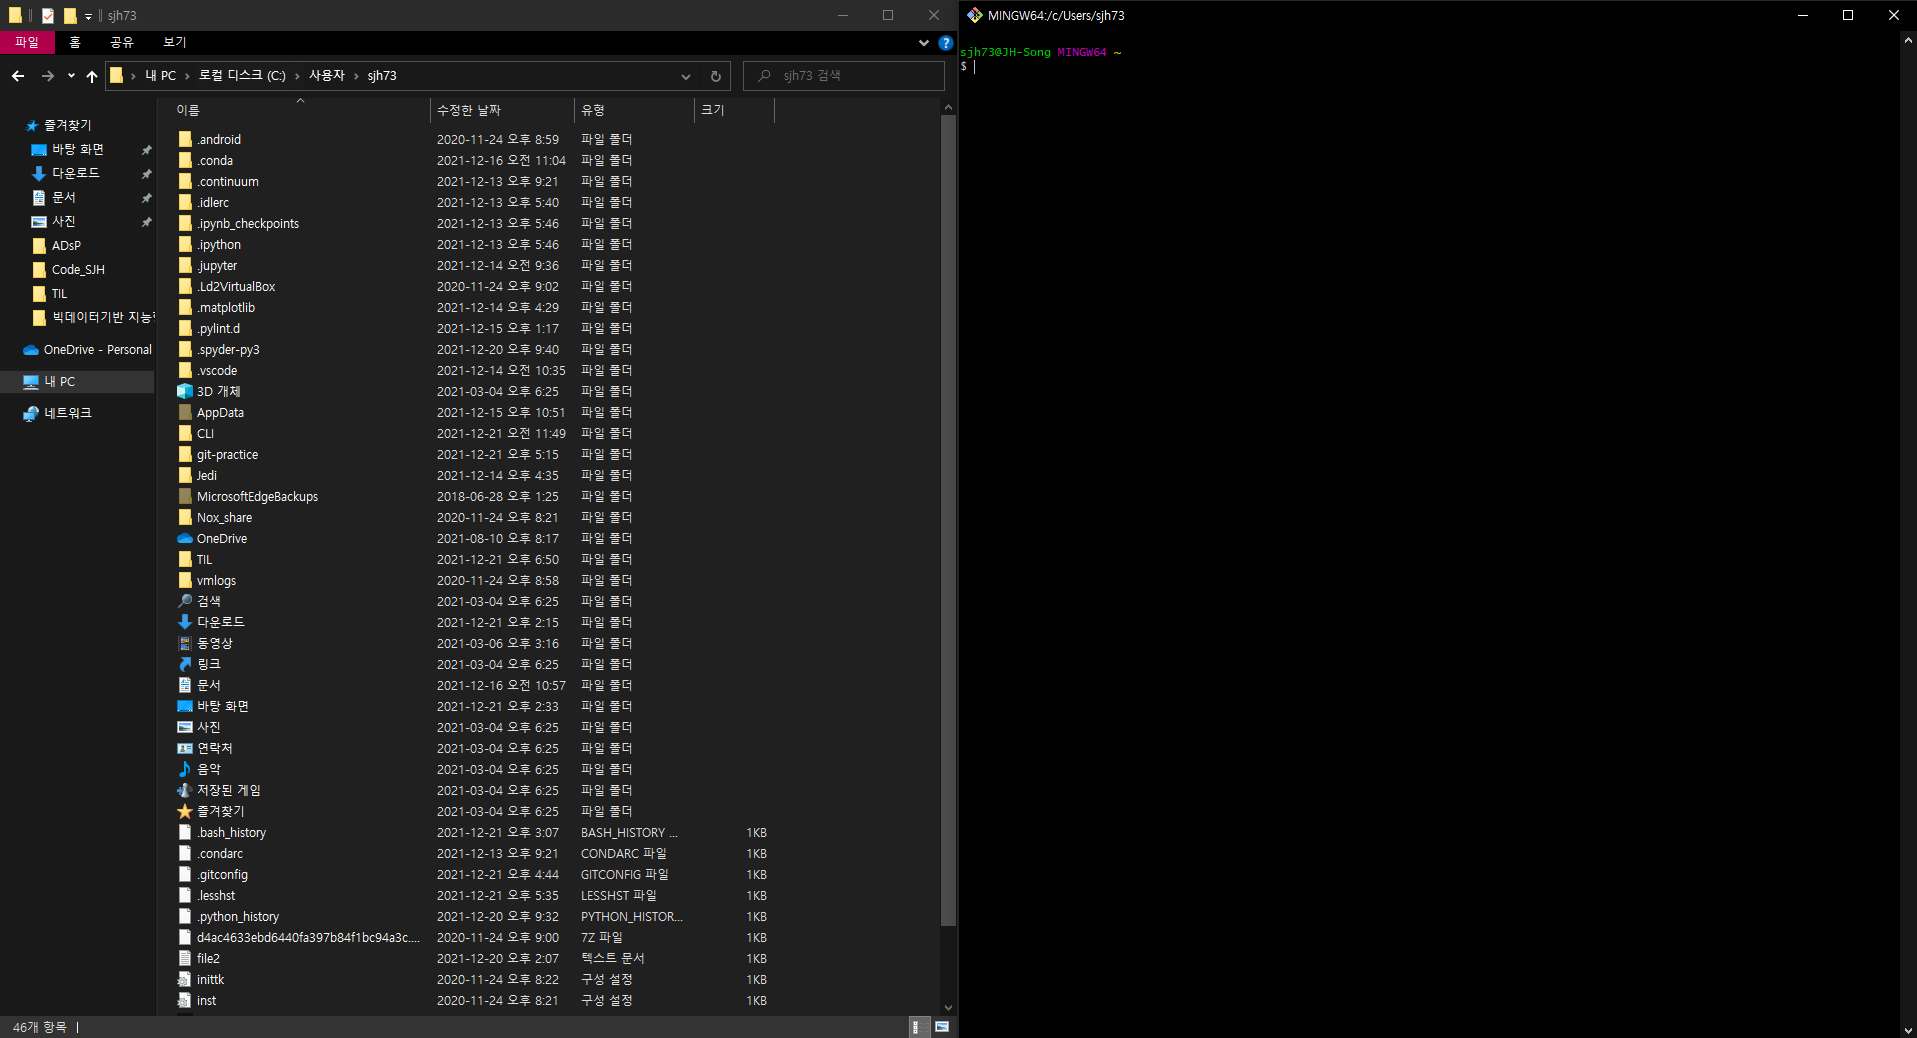 sjh73
파일 홈 공유 보기
내 PC 로컬 디스크 (C:) 사용자 sjh73
sjh73 검색
즐겨찾기
바탕 화면
다운로드
문서
사진
ADsP
Code_SJH
TIL
빅데이터기반 지능
OneDrive - Personal
내 PC
네트워크
이름 수정한 날짜 유형 크기
.android 2020-11-24 오후 8:59 파일 폴더
.conda 2021-12-16 오전 11:04 파일 폴더
.continuum 2021-12-13 오후 9:21 파일 폴더
.idlerc 2021-12-13 오후 5:40 파일 폴더
.ipynb_checkpoints 2021-12-13 오후 5:46 파일 폴더
.ipython 2021-12-13 오후 5:46 파일 폴더
.jupyter 2021-12-14 오전 9:36 파일 폴더
.Ld2VirtualBox 2020-11-24 오후 9:02 파일 폴더
.matplotlib 2021-12-14 오후 4:29 파일 폴더
.pylint.d 2021-12-15 오후 1:17 파일 폴더
.spyder-py3 2021-12-20 오후 9:40 파일 폴더
.vscode 2021-12-14 오전 10:35 파일 폴더
3D 개체 2021-03-04 오후 6:25 파일 폴더
AppData 2021-12-15 오후 10:51 파일 폴더
CLI 2021-12-21 오전 11:49 파일 폴더
git-practice 2021-12-21 오후 5:15 파일 폴더
Jedi 2021-12-14 오후 4:35 파일 폴더
MicrosoftEdgeBackups 2018-06-28 오후 1:25 파일 폴더
Nox_share 2020-11-24 오후 8:21 파일 폴더
OneDrive 2021-08-10 오후 8:17 파일 폴더
TIL 2021-12-21 오후 6:50 파일 폴더
vmlogs 2020-11-24 오후 8:58 파일 폴더
검색 2021-03-04 오후 6:25 파일 폴더
다운로드 2021-12-21 오후 2:15 파일 폴더
동영상 2021-03-06 오후 3:16 파일 폴더
링크 2021-03-04 오후 6:25 파일 폴더
문서 2021-12-16 오전 10:57 파일 폴더
바탕 화면 2021-12-21 오후 2:33 파일 폴더
사진 2021-03-04 오후 6:25 파일 폴더
연락처 2021-03-04 오후 6:25 파일 폴더
음악 2021-03-04 오후 6:25 파일 폴더
저장된 게임 2021-03-04 오후 6:25 파일 폴더
즐겨찾기 2021-03-04 오후 6:25 파일 폴더
.bash_history 2021-12-21 오후 3:07 BASH_HISTORY ... 1KB
.condarc 2021-12-13 오후 9:21 CONDARC 파일 1KB
.gitconfig 2021-12-21 오후 4:44 GITCONFIG 파일 1KB
.lesshst 2021-12-21 오후 5:35 LESSHST 파일 1KB
.python_history 2021-12-20 오후 9:32 PYTHON_HISTOR... 1KB
d4ac4633ebd6440fa397b84f1bc94a3c.... 2020-11-24 오후 9:00 7Z 파일 1KB
file2 2021-12-20 오후 2:07 텍스트 문서 1KB
inittk 2020-11-24 오후 8:22 구성 설정 1KB
inst 2020-11-24 오후 8:21 구성 설정 1KB
46개 항목
MINGW64:/c/Users/sjh73
sjh73@JH-Song MINGW64 ~
$